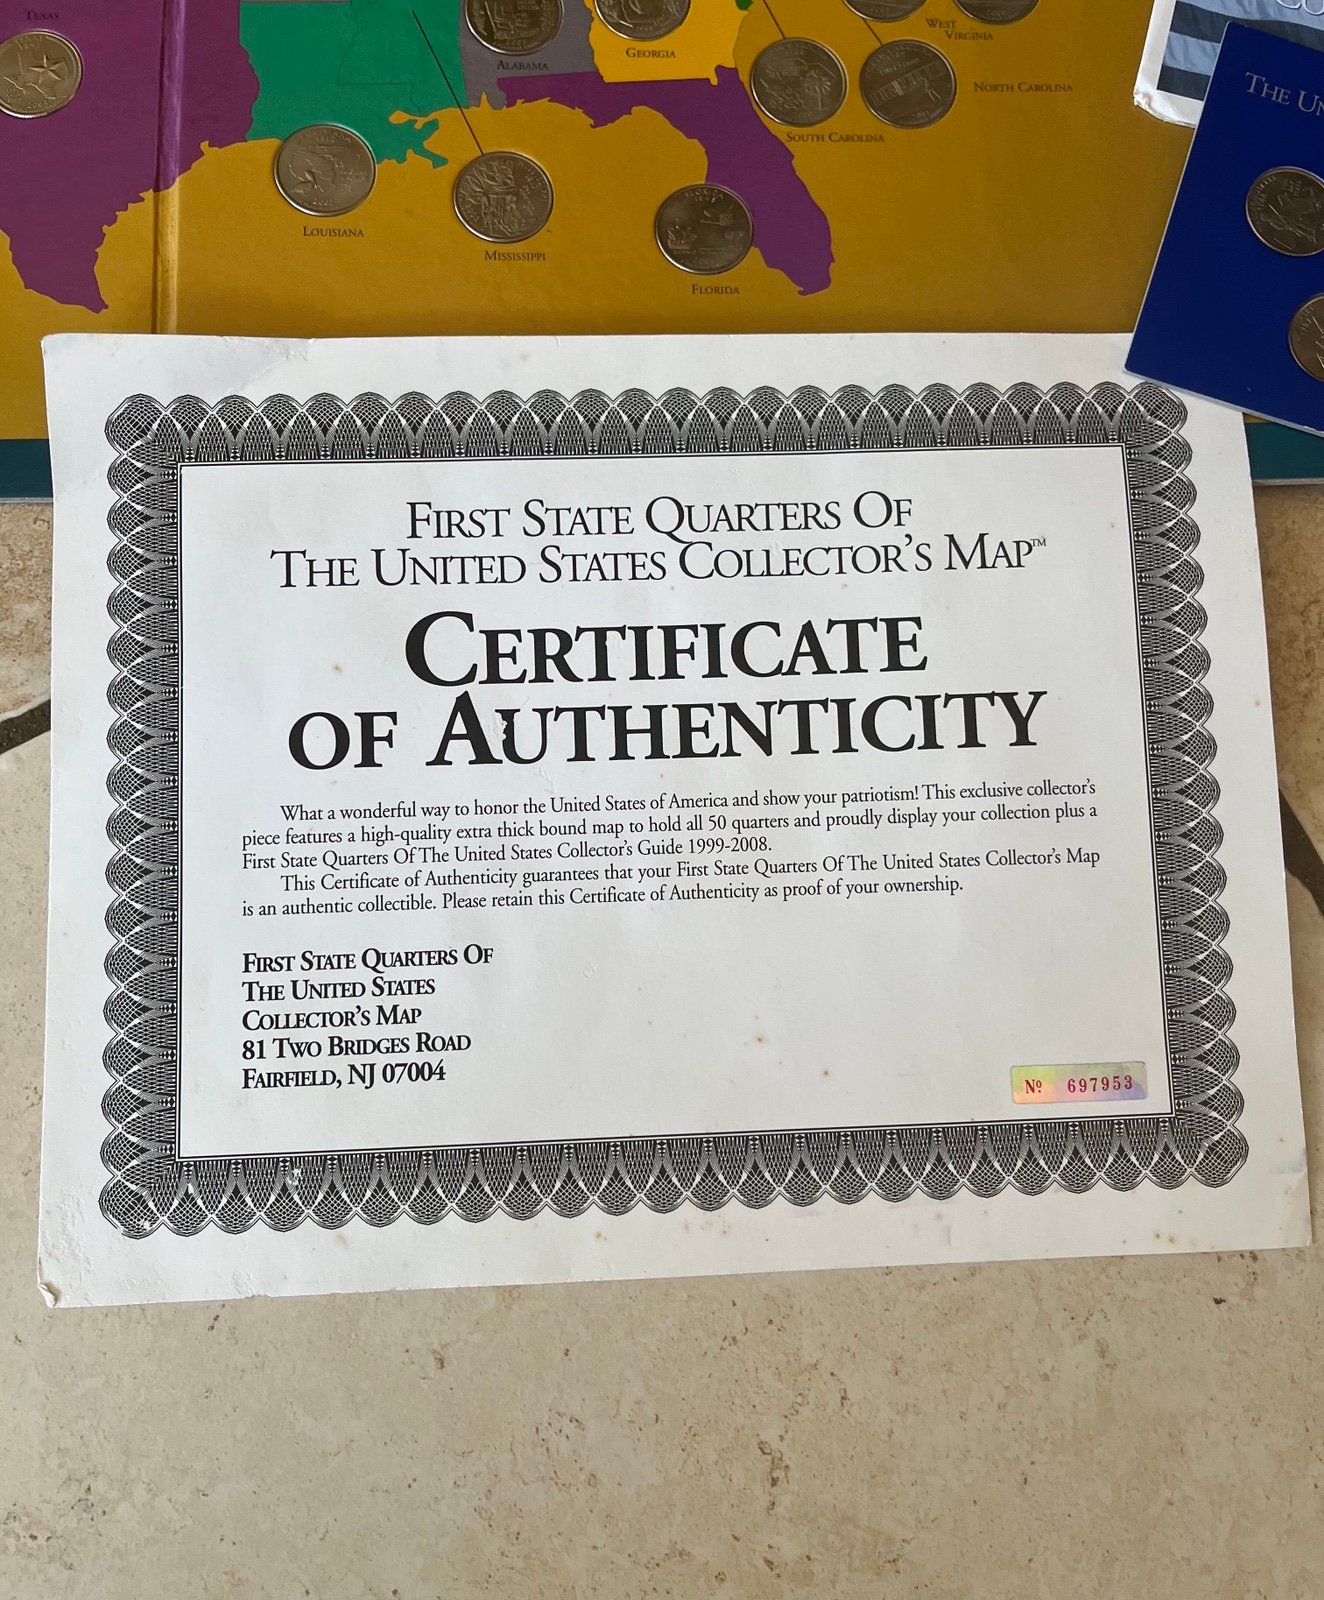 Texas
Alabama
Georgia
West
Virginia
North Carolina
South Carolina
Louisiana
Mississippi
Florida
The Un
First State Quarters Of
The United States Collector's Map™
Certificate
of Authenticity
What a wonderful way to honor the United States of America and show your patriotism! This exclusive collector's
piece features a high-quality extra thick bound map to hold all 50 quarters and proudly display your collection plus a
First State Quarters Of The United States Collector's Guide 1999-2008.
This Certificate of Authenticity guarantees that your First State Quarters Of The United States Collector's Map
is an authentic collectible. Please retain this Certificate of Authenticity as proof of your ownership.
First State Quarters Of
The United States
Collector's Map
81 Two Bridges Road
Fairfield, NJ 07004
Nº 697953